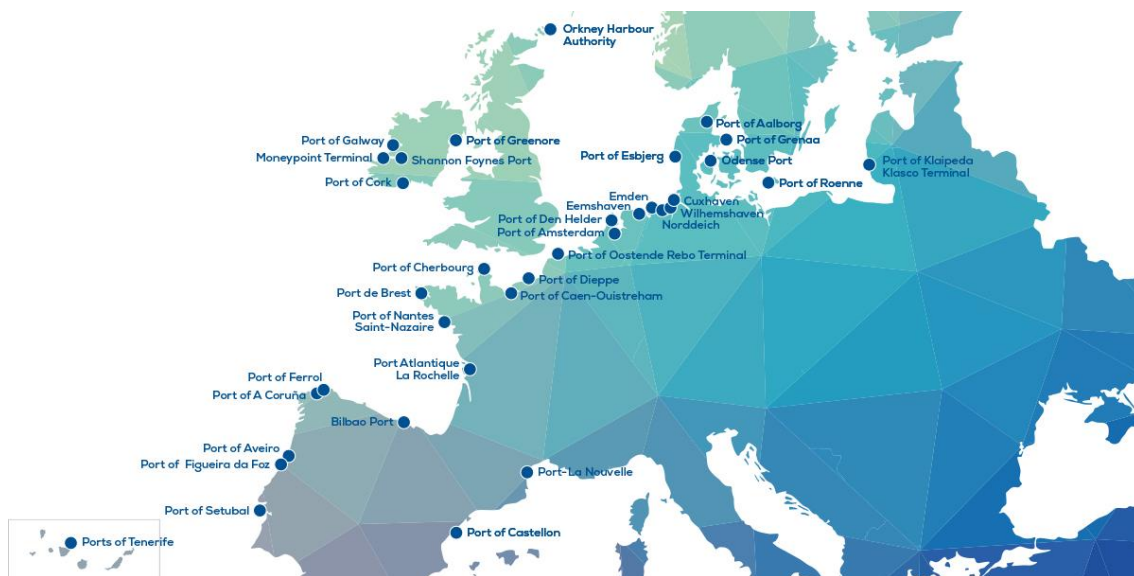 Orkney Harbour
Authority
Port of Aalborg
Port of Galway
Port of Greenore
Port of Grenaa
Moneypoint Terminal
Shannon Foynes Port
Port of Esbjerg
Odense Port
Port of Klaipeda
Klasco Terminal
Port of Cork
Port of Roenne
Emden
Cuxhaven
Eemshaven
Wilhemshaven
Port of Den Helder
Norddeich
Port of Amsterdam
Port of Oostende Rebo Terminal
Port of Cherbourg
Port of Dieppe
Port de Brest
Port of Caen-Ouistreham
Port of Nantes
Saint-Nazaire
Port Atlantique
La Rochelle
Port of Ferrol
Port of A Coruña
Bilbao Port
Port of Aveiro
Port of Figueira da Foz
Port-La Nouvelle
Port of Setubal
Port of Castellon
Ports of Tenerife